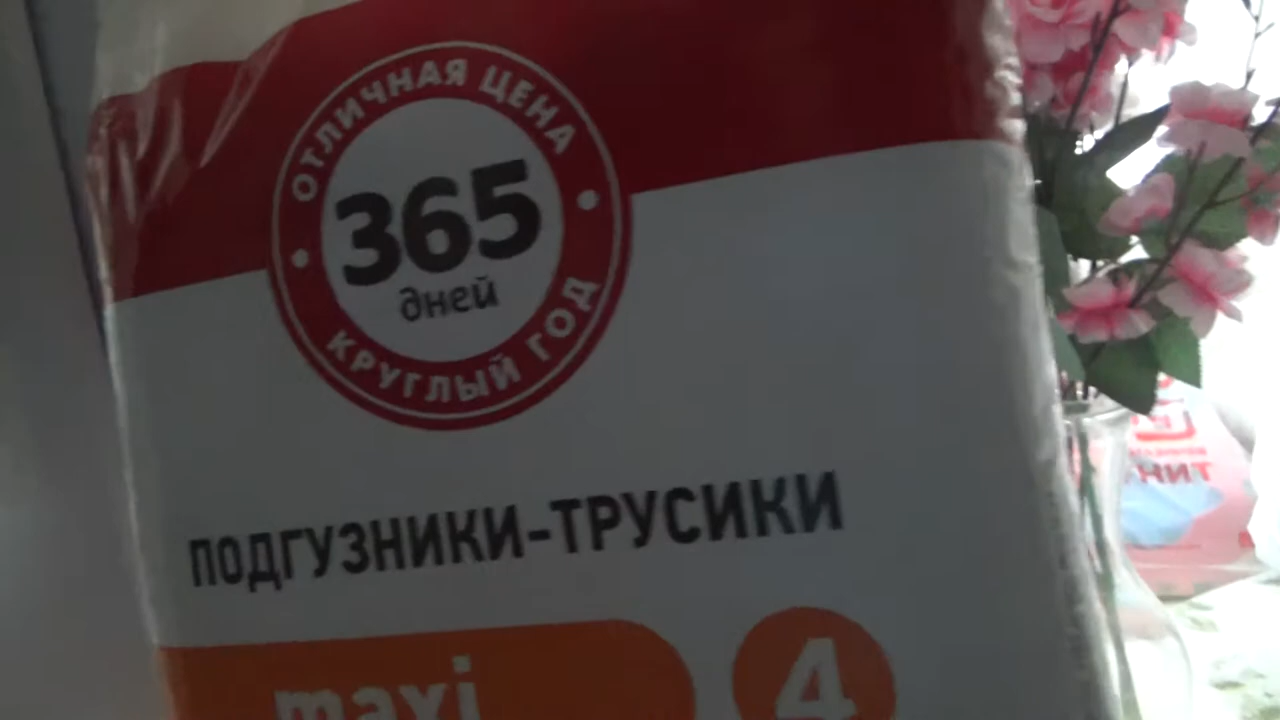 ОТЛИЧНАЯ ЦЕНА
365
дней
КРУГЛЫЙ ГОД
ПОДГУЗНИКИ-ТРУСИКИ
maxi
4